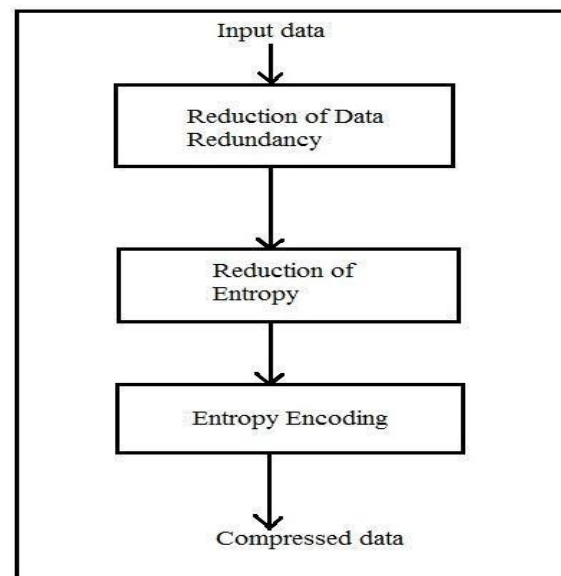 Input data
Reduction of Data
Redundancy
Reduction of
Entropy
Entropy Encoding
Compressed data